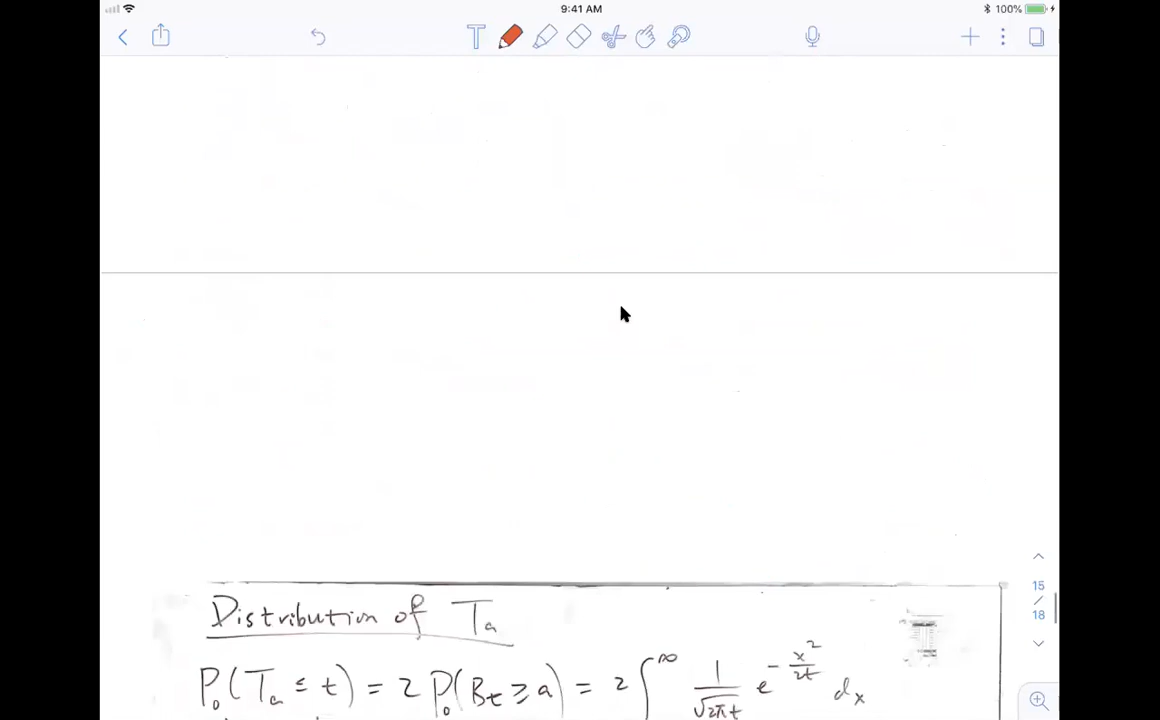 9:41 AM
100%
T
15
/
18
Distribution of Tₐ
P₀(Tₐ ≤ t) = 2 P₀(Bt ≥ a) = 2 ∫^∞ 1/√2πt e^(-x²/2t) dx